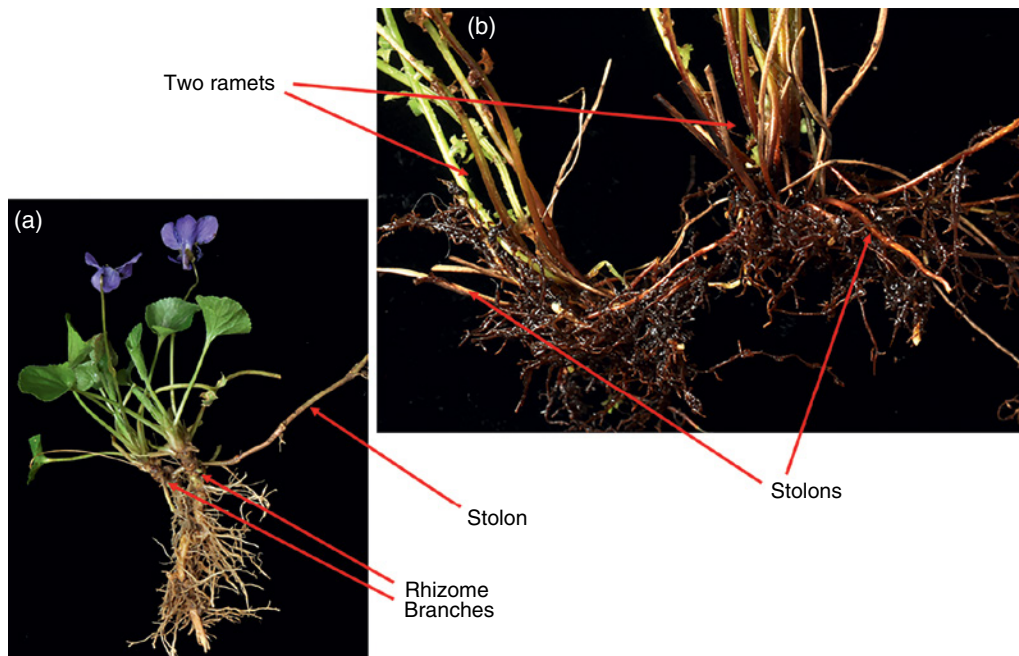 (b)
Two ramets
(a)
Stolons
Stolon
Rhizome
Branches